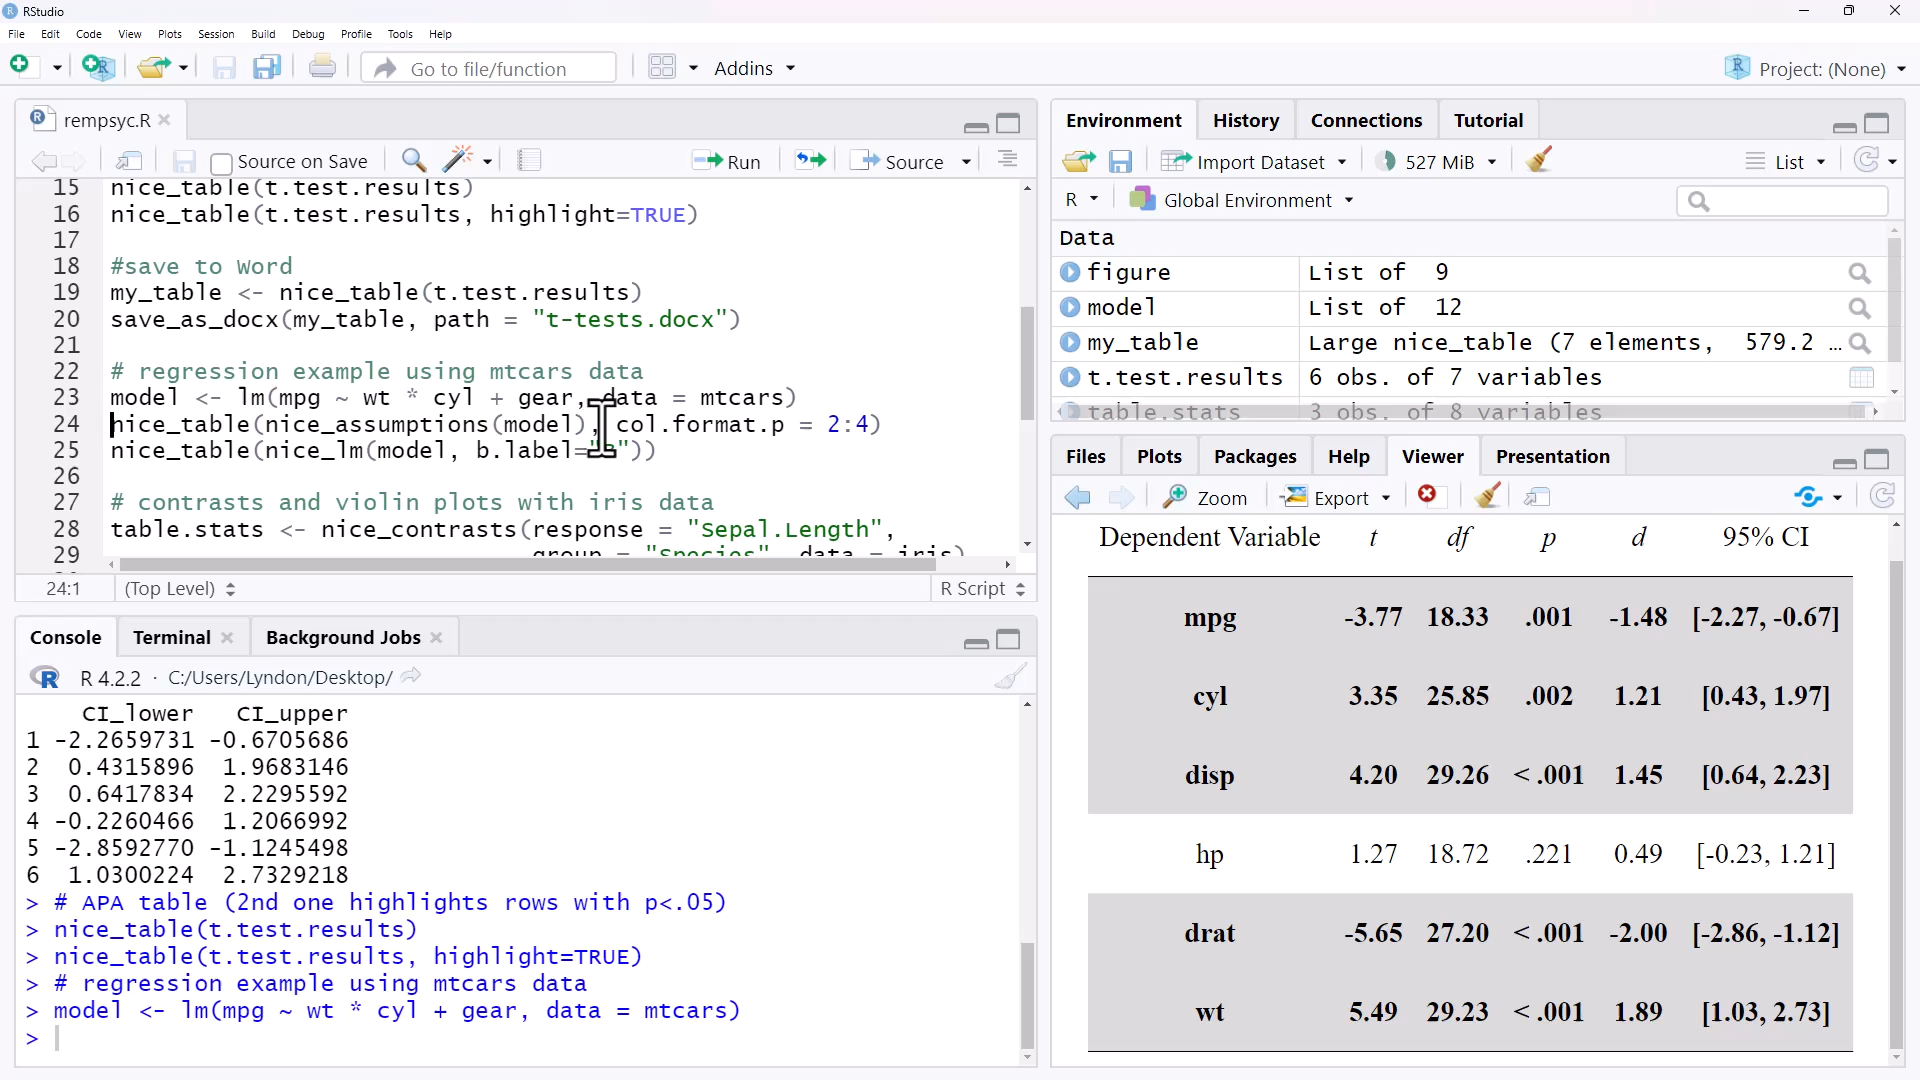 RStudio
File Edit Code View Plots Session Build Debug Profile Tools Help
Go to file/function
Addins
Project: (None)
rempsyc.R
Source on Save
Run
Source
15 nice_table(t.test.results)
16 nice_table(t.test.results, highlight=TRUE)
17
18 #save to Word
19 my_table <- nice_table(t.test.results)
20 save_as_docx(my_table, path = "t-tests.docx")
21
22 # regression example using mtcars data
23 model <- lm(mpg ~ wt * cyl + gear, data = mtcars)
24 nice_table(nice_assumptions(model), col.format.p = 2:4)
25 nice_table(nice_lm(model, b.label=" "))
26
27 # contrasts and violin plots with iris data
28 table.stats <- nice_contrasts(response = "Sepal.Length",
29 group = "Species", data = iris)
24:1
(Top Level)
R Script
Console Terminal Background Jobs
R 4.2.2 · C:/Users/Lyndon/Desktop/
CI_lower CI_upper
1 -2.2659731 -0.6705686
2 0.4315896 1.9683146
3 0.6417834 2.2295592
4 -0.2260466 1.2066992
5 -2.8592770 -1.1245498
6 1.0300224 2.7329218
> # APA table (2nd one highlights rows with p<.05)
> nice_table(t.test.results)
> nice_table(t.test.results, highlight=TRUE)
> # regression example using mtcars data
> model <- lm(mpg ~ wt * cyl + gear, data = mtcars)
>
Environment History Connections Tutorial
Import Dataset
527 MiB
List
R
Global Environment
Data
figure List of 9
model List of 12
my_table Large nice_table (7 elements, 579.2 ...
t.test.results 6 obs. of 7 variables
table.stats 3 obs. of 8 variables
Files Plots Packages Help Viewer Presentation
Zoom
Export
Dependent Variable t df p d 95% CI
mpg -3.77 18.33 .001 -1.48 [-2.27, -0.67]
cyl 3.35 25.85 .002 1.21 [0.43, 1.97]
disp 4.20 29.26 < .001 1.45 [0.64, 2.23]
hp 1.27 18.72 .221 0.49 [-0.23, 1.21]
drat -5.65 27.20 < .001 -2.00 [-2.86, -1.12]
wt 5.49 29.23 < .001 1.89 [1.03, 2.73]